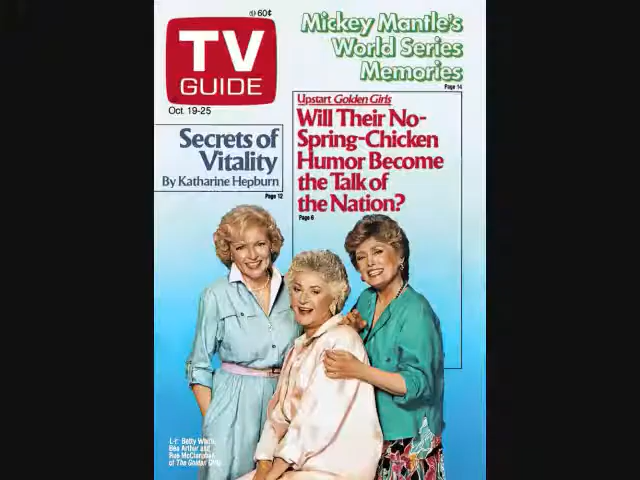 60¢
TV
GUIDE
Oct. 19-25
Mickey Mantle's
World Series
Memories
Page 14
Secrets of
Vitality
By Katharine Hepburn
Page 12
Upstart Golden Girls
Will Their No-
Spring-Chicken
Humor Become
the Talk of
the Nation?
Page 6
L-r: Betty White,
Bea Arthur and
Rue McClanahan
of The Golden Girls